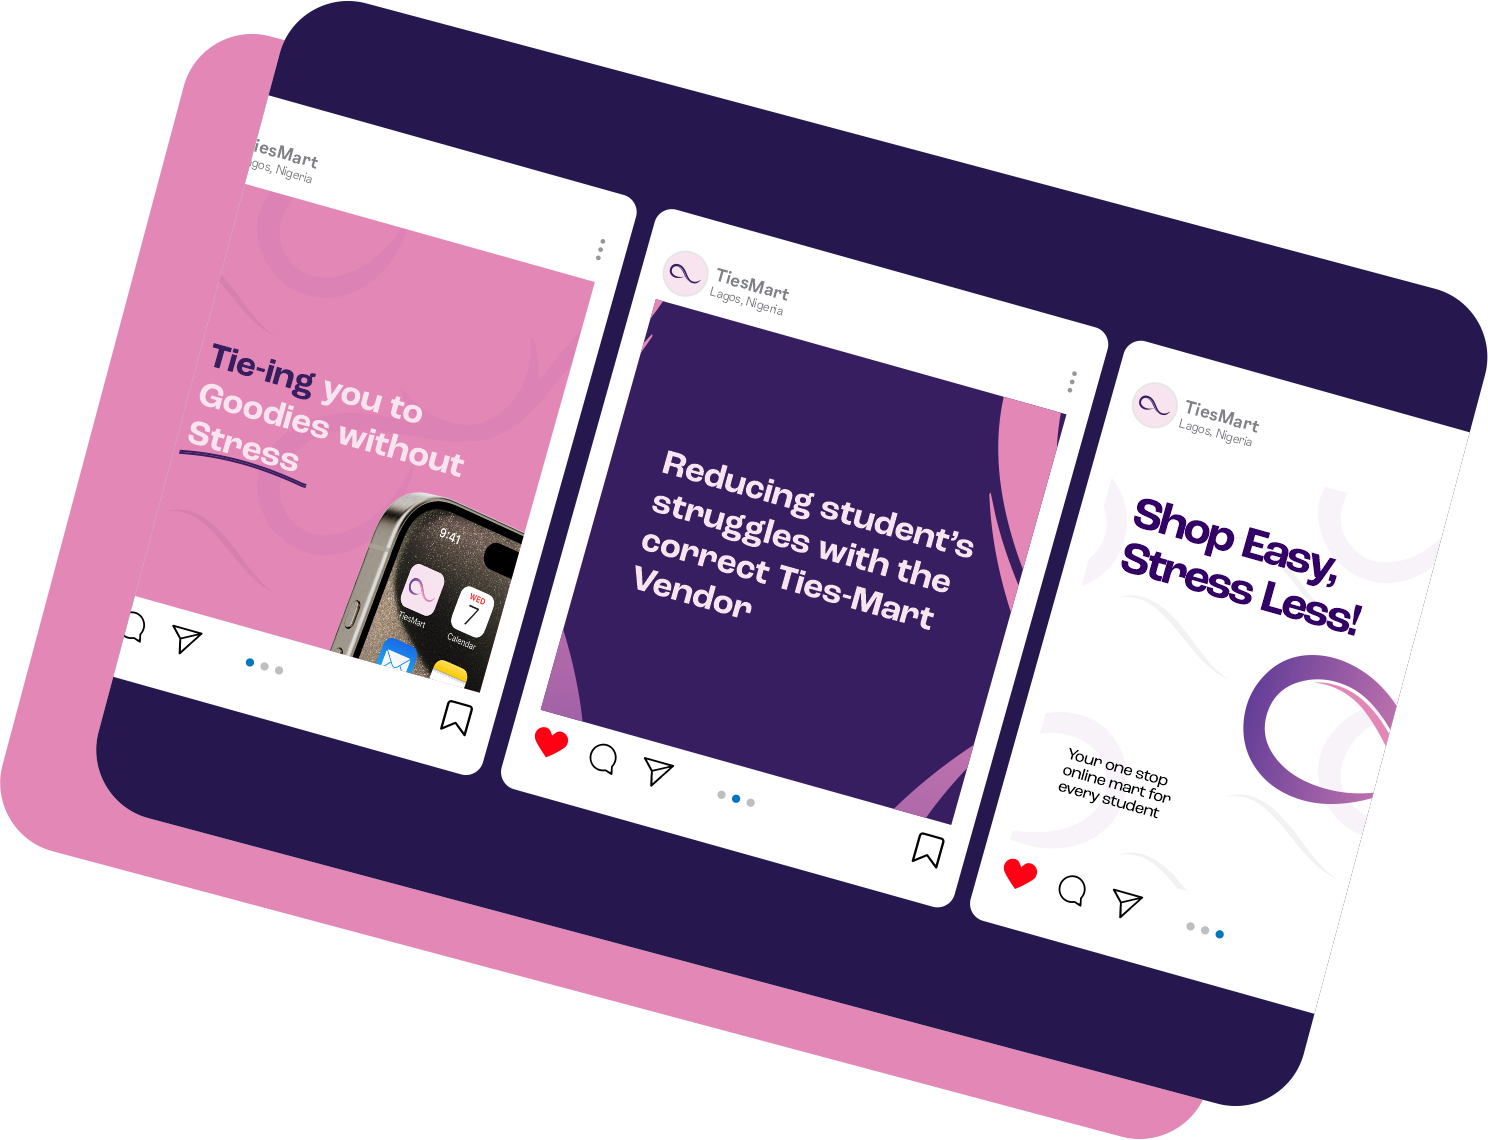 iesMart
gos, Nigeria
Tie-ing you to
Goodies without
Stress
9:41
TiesMart
WED
7
Calendar
TiesMart
Lagos, Nigeria
Reducing student’s
struggles with the
correct Ties-Mart
Vendor
TiesMart
Lagos, Nigeria
Shop Easy,
Stress Less!
Your one stop
online mart for
every student